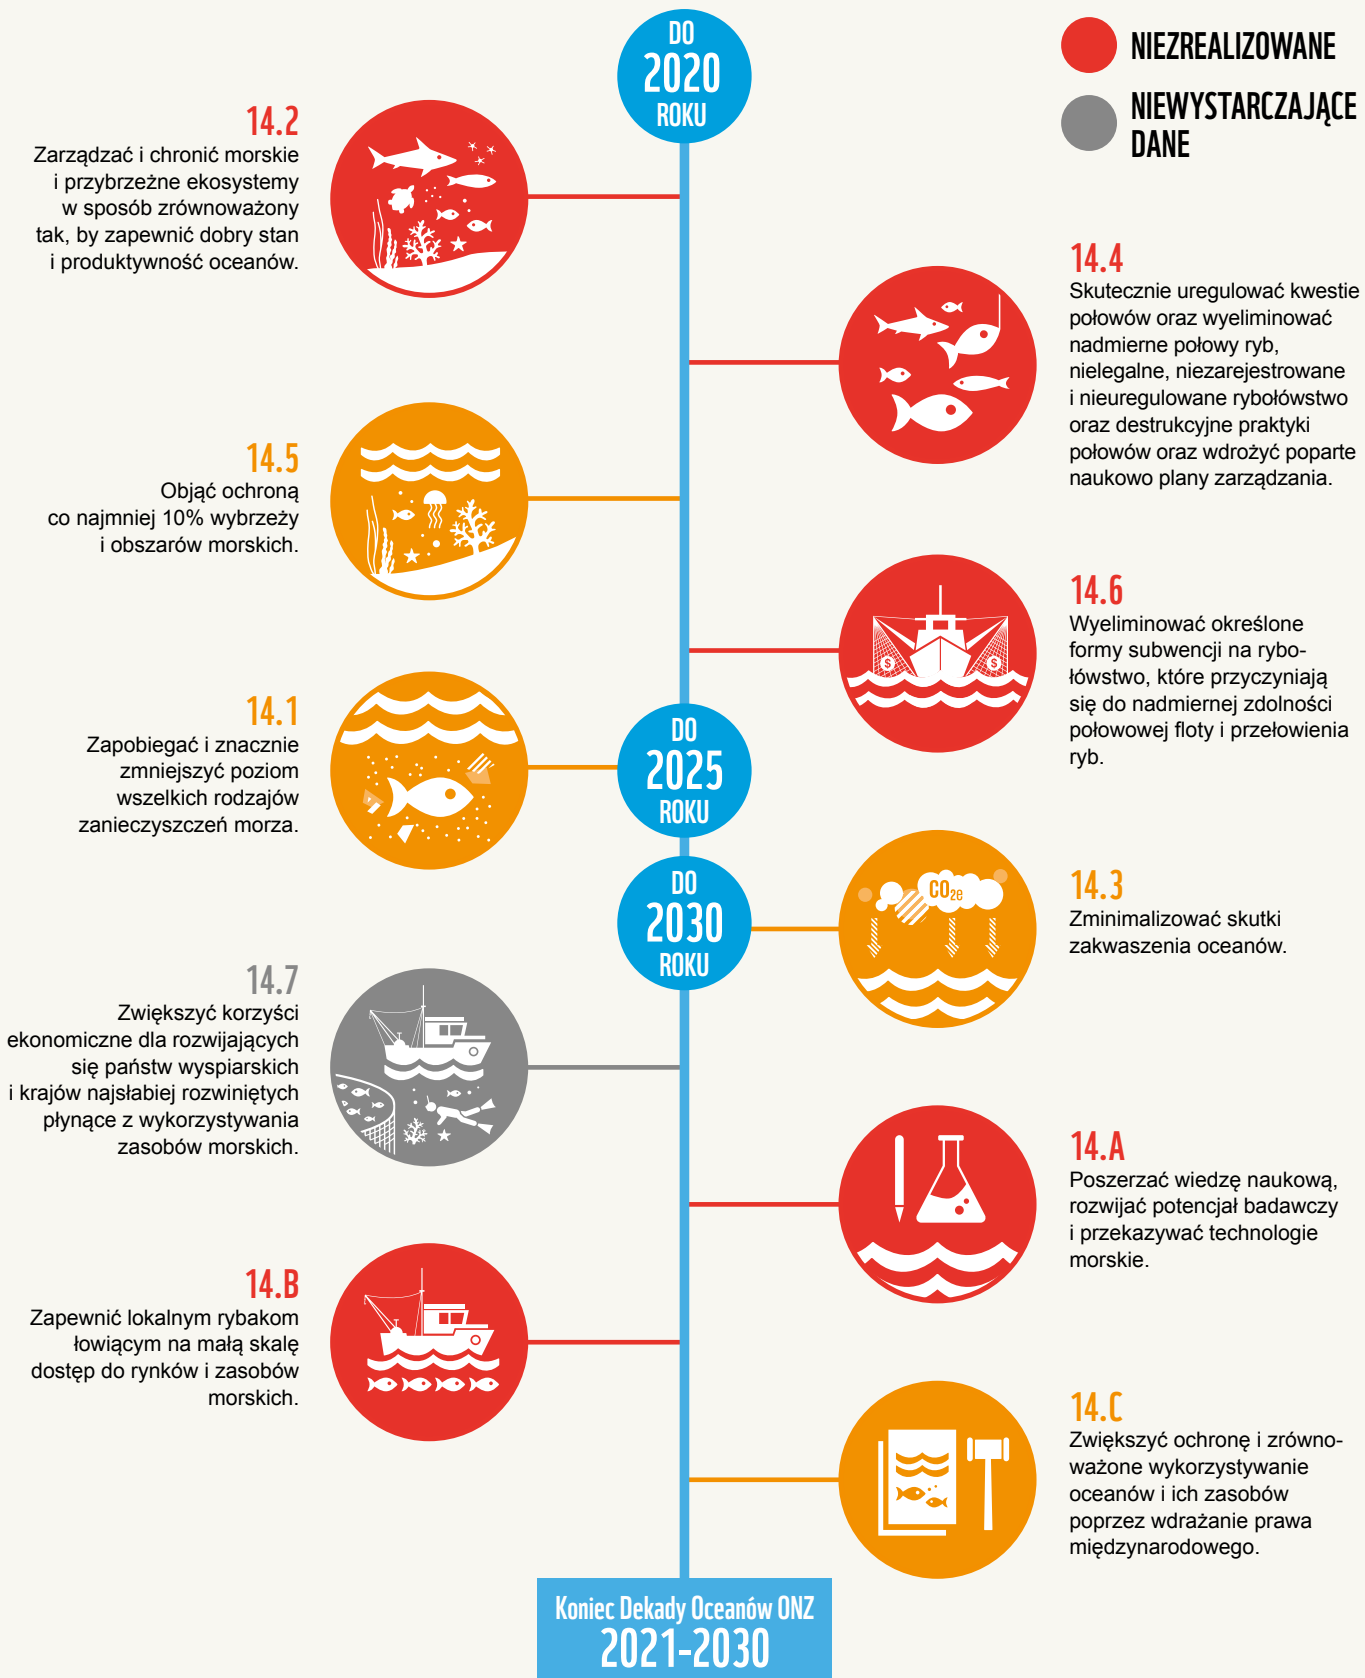 DO
2020
ROKU
NIEZREALIZOWANE
NIEWYSTARCZAJĄCE
DANE
14.2
Zarządzać i chronić morskie
i przybrzeżne ekosystemy
w sposób zrównoważony
tak, by zapewnić dobry stan
i produktywność oceanów.
14.4
Skutecznie uregulować kwestie
połowów oraz wyeliminować
nadmierne połowy ryb,
nielegalne, niezarejestrowane
i nieuregulowane rybołówstwo
oraz destrukcyjne praktyki
połowów oraz wdrożyć poparte
naukowo plany zarządzania.
14.5
Objąć ochroną
co najmniej 10% wybrzeży
i obszarów morskich.
14.6
Wyeliminować określone
formy subwencji na rybo-
łówstwo, które przyczyniają
się do nadmiernej zdolności
połowowej floty i przełowienia
ryb.
$
$
14.1
Zapobiegać i znacznie
zmniejszyć poziom
wszelkich rodzajów
zanieczyszczeń morza.
DO
2025
ROKU
DO
2030
ROKU
CO2e
14.3
Zminimalizować skutki
zakwaszenia oceanów.
14.7
Zwiększyć korzyści
ekonomiczne dla rozwijających
się państw wyspiarskich
i krajów najsłabiej rozwiniętych
płynące z wykorzystywania
zasobów morskich.
14.A
Poszerzać wiedzę naukową,
rozwijać potencjał badawczy
i przekazywać technologie
morskie.
14.B
Zapewnić lokalnym rybakom
łowiącym na małą skalę
dostęp do rynków i zasobów
morskich.
14.C
Zwiększyć ochronę i zrówno-
ważone wykorzystywanie
oceanów i ich zasobów
poprzez wdrażanie prawa
międzynarodowego.
Koniec Dekady Oceanów ONZ
2021-2030